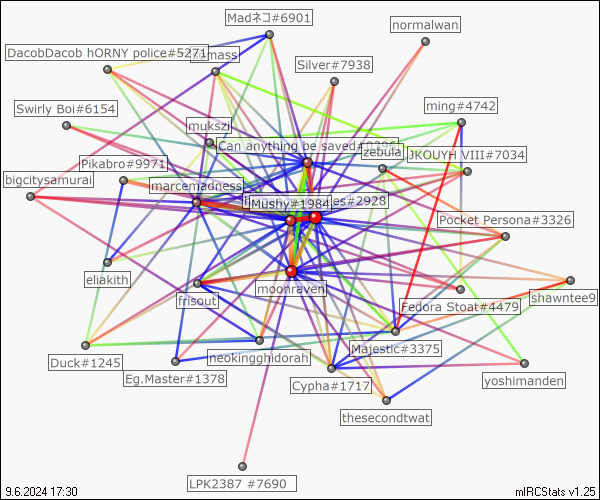 Madネコ#6901
normalwan
DacobDacob hORNY police#5271
mass
Silver#7938
Swirly Boi#6154
ming#4742
mukszi
Can anything be saved
zebula
JKOUYH VIII#7034
Pikabro#9971
bigcitysamurai
marcemadness
Mushy#1984
es#2928
Pocket Persona#3326
eliakith
moonraven
frisout
Fedora Stoat#4479
shawntee9
Duck#1245
neokingghidorah
Majestic#3375
Eg.Master#1378
Cypha#1717
yoshimanden
thesecondtwat
LPK2387 #7690
9.6.2024 17:30
mIRCStats v1.25